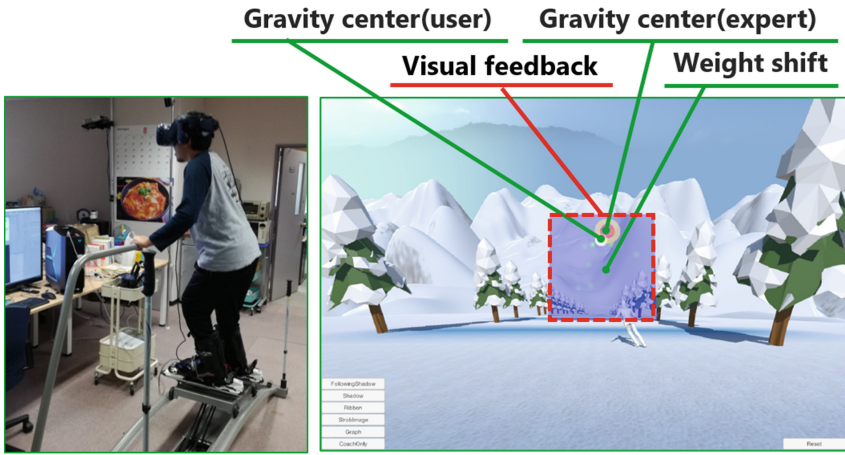 Gravity center(user)
Gravity center(expert)
Visual feedback
Weight shift
FollowingShadow
Shadow
Ribbon
StrobImage
Graph
CoachOnly
Reset